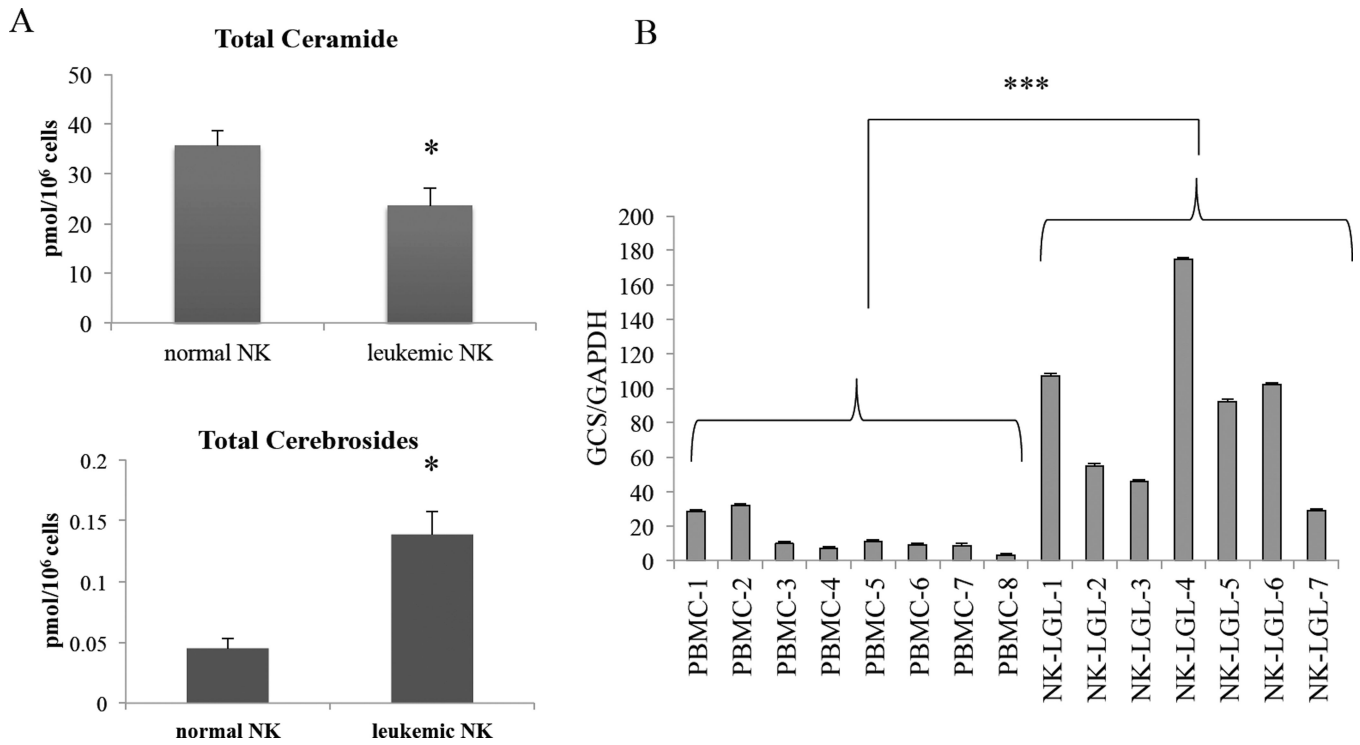 A
Total Ceramide
50
40
30
20
10
0
pmol/10⁶ cells
*
normal NK
leukemic NK
Total Cerebrosides
0.2
0.15
0.1
0.05
0
pmol/10⁶ cells
*
normal NK
leukemic NK
B
***
200
180
160
140
120
100
80
60
40
20
0
GCS/GAPDH
PBMC-1
PBMC-2
PBMC-3
PBMC-4
PBMC-5
PBMC-6
PBMC-7
PBMC-8
NK-LGL-1
NK-LGL-2
NK-LGL-3
NK-LGL-4
NK-LGL-5
NK-LGL-6
NK-LGL-7